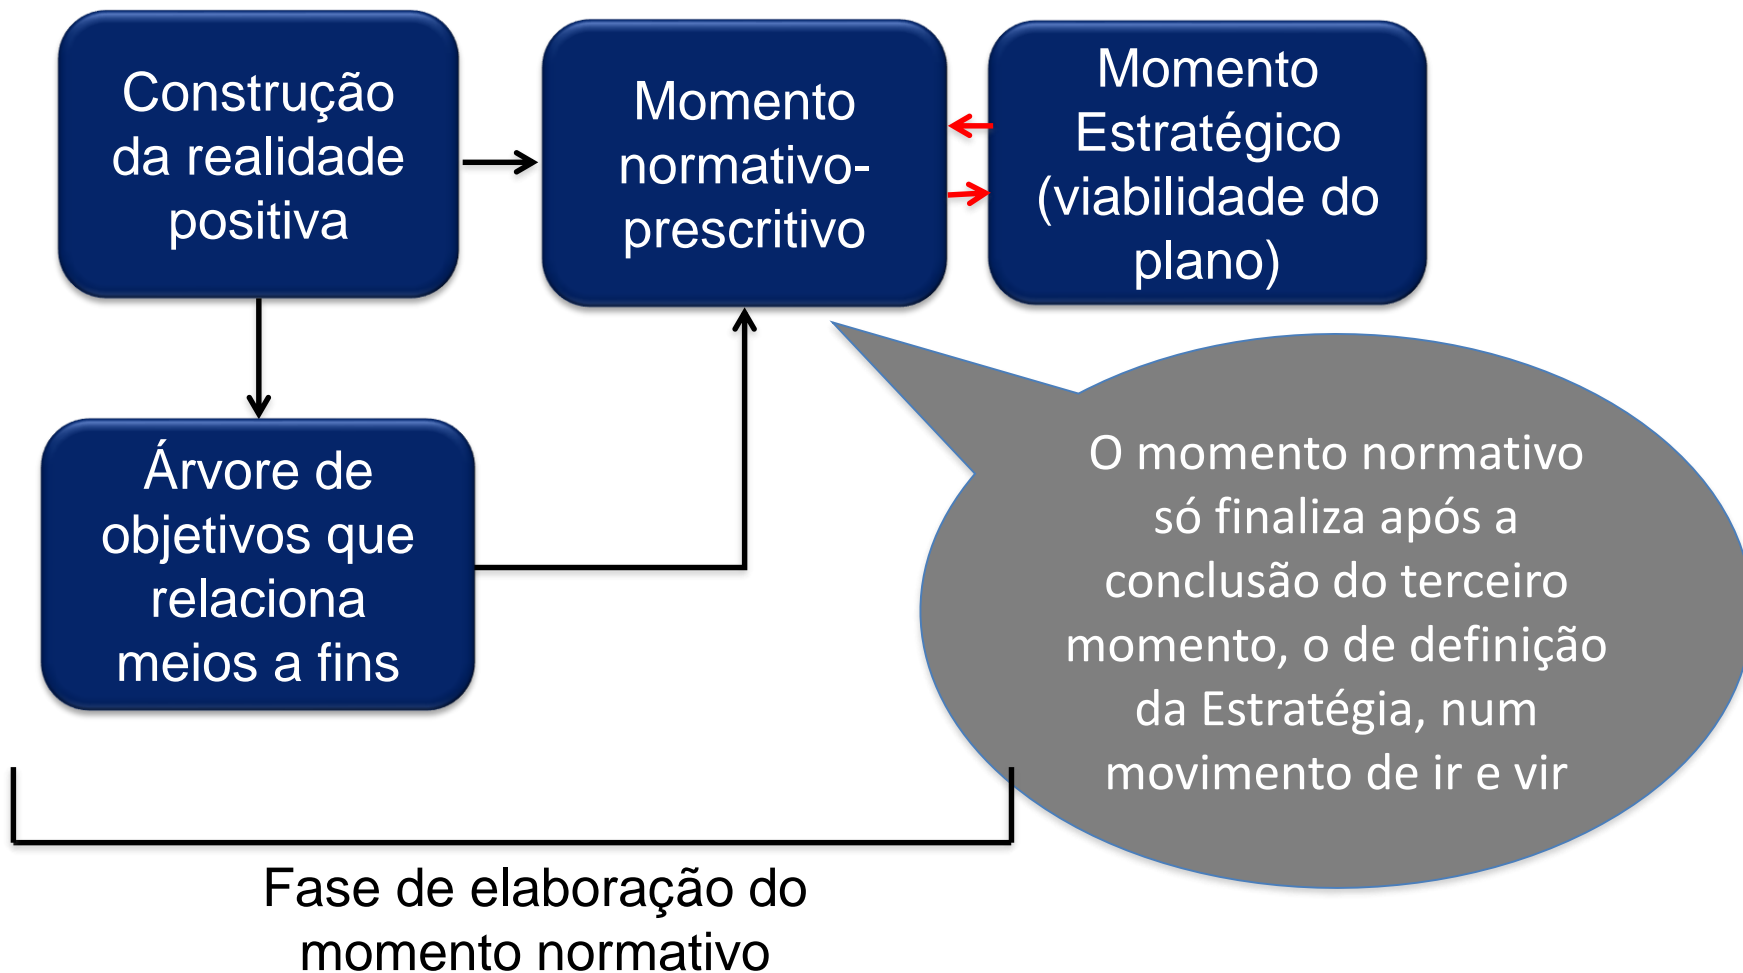 Construção
da realidade
positiva
Momento
normativo-
prescritivo
Momento
Estratégico
(viabilidade do
plano)
Árvore de
objetivos que
relaciona
meios a fins
O momento normativo
só finaliza após a
conclusão do terceiro
momento, o de definição
da Estratégia, num
movimento de ir e vir
Fase de elaboração do
momento normativo